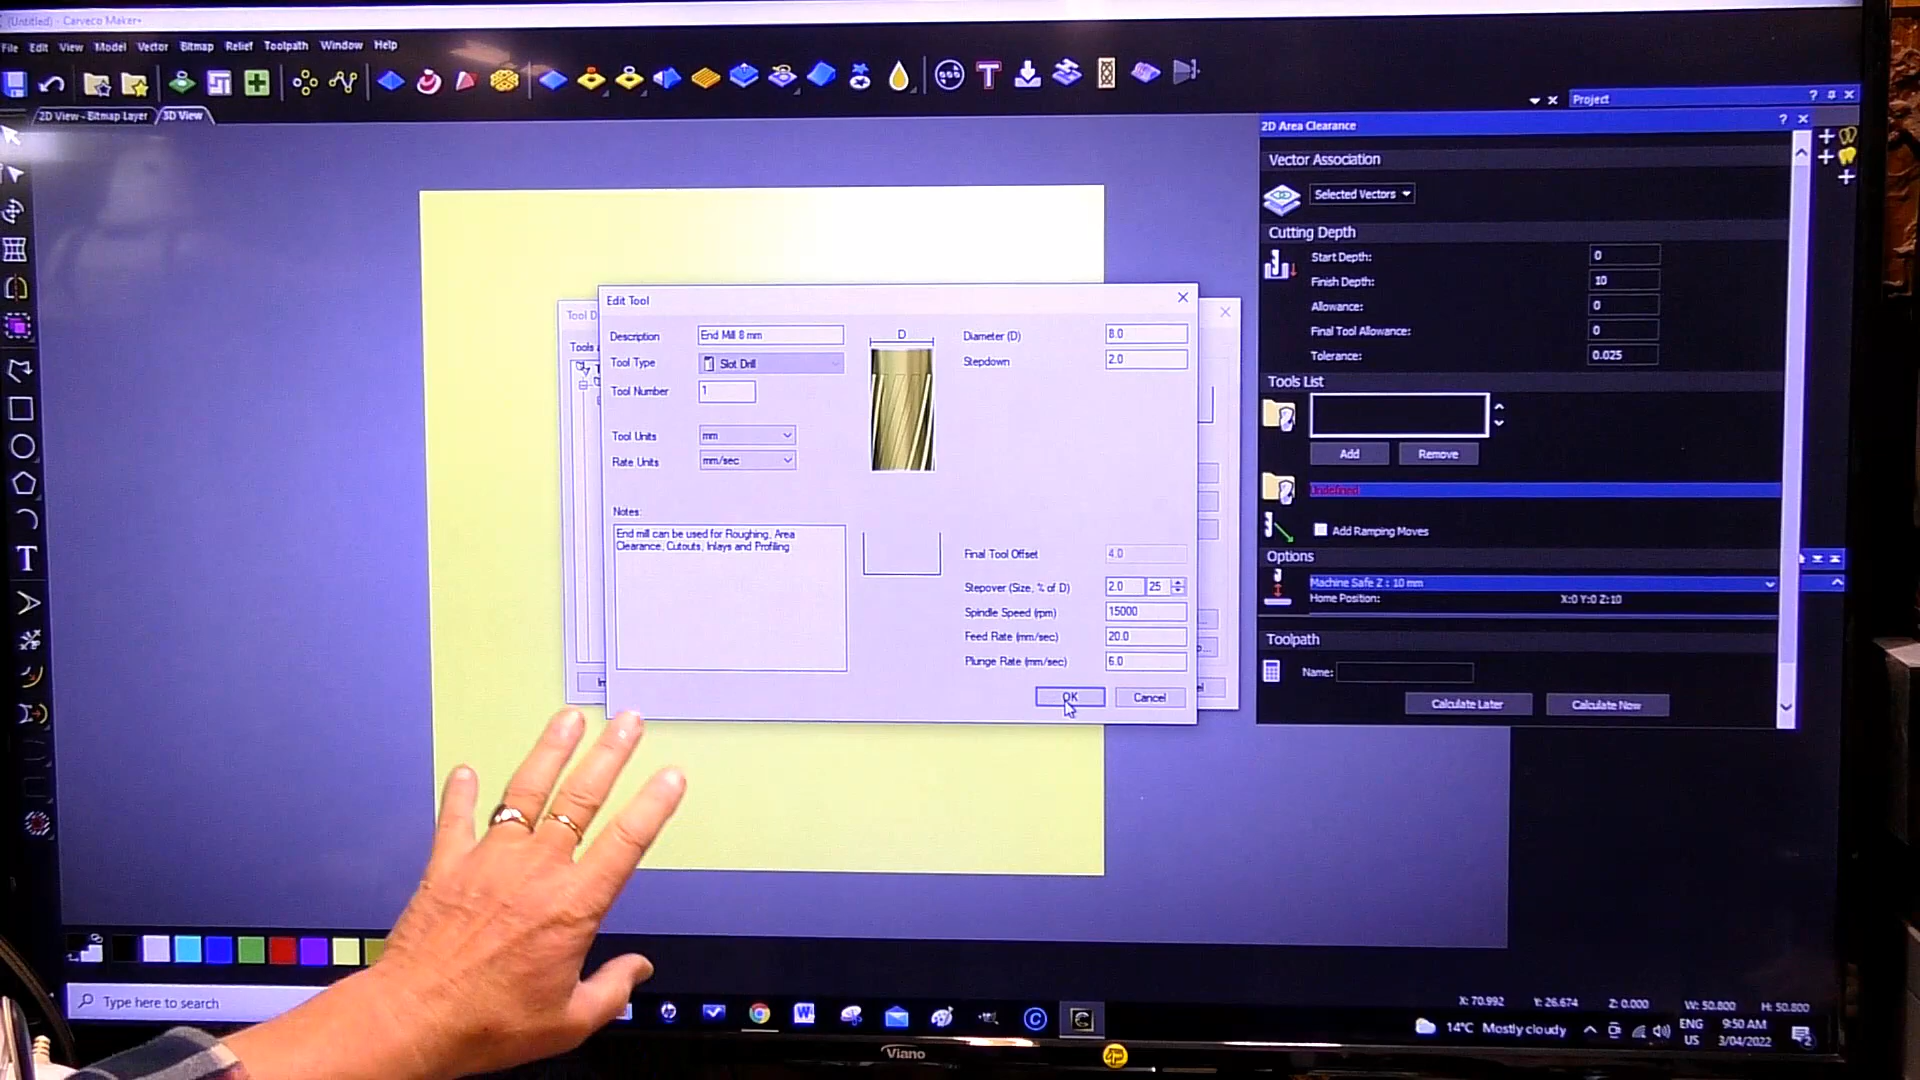 (Untitled) - Carveco Maker+
File Edit View Model Vector Bitmap Relief Toolpath Window Help
2D View - Bitmap Layer
3D View
Project
2D Area Clearance
Vector Association
Selected Vectors
Cutting Depth
Start Depth: 0
Finish Depth: 10
Allowance: 0
Final Tool Allowance: 0
Tolerance: 0.025
Tools List
Add
Remove
Undefined
Add Ramping Moves
Options
Machine Safe Z : 10 mm
Home Position: X:0 Y:0 Z:10
Toolpath
Name:
Calculate Later
Calculate Now
Edit Tool
Description End Mill 8 mm
Tool Type Slot Drill
Tool Number 1
Tool Units mm
Rate Units mm/sec
D
Diameter (D) 8.0
Stepdown 2.0
Notes:
End mill can be used for Roughing, Area
Clearance, Cutouts, Inlays and Profiling
Final Tool Offset 4.0
Stepover (Size, % of D) 2.0 25
Spindle Speed (rpm) 15000
Feed Rate (mm/sec) 20.0
Plunge Rate (mm/sec) 6.0
OK
Cancel
X: 70.992 Y: 26.674 Z: 0.000 W: 50.800 H: 50.800
Type here to search
14°C Mostly cloudy
ENG
US
9:50 AM
3/04/2022
2
Viano